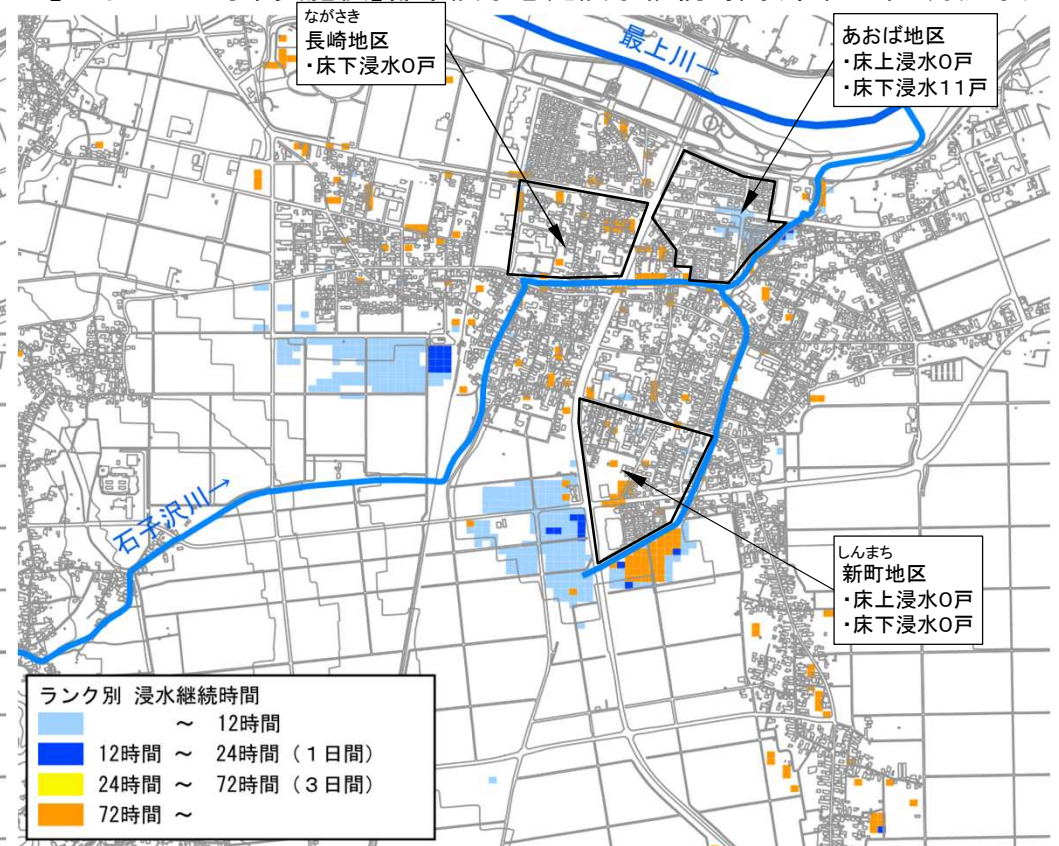 ながさき
長崎地区
・床下浸水0戸
最上川→
あおば地区
・床上浸水0戸
・床下浸水11戸
石子沢川→
しんまち
新町地区
・床上浸水0戸
・床下浸水0戸
ランク別 浸水継続時間
～ 12時間
12時間 ～ 24時間（1日間）
24時間 ～ 72時間（3日間）
72時間 ～